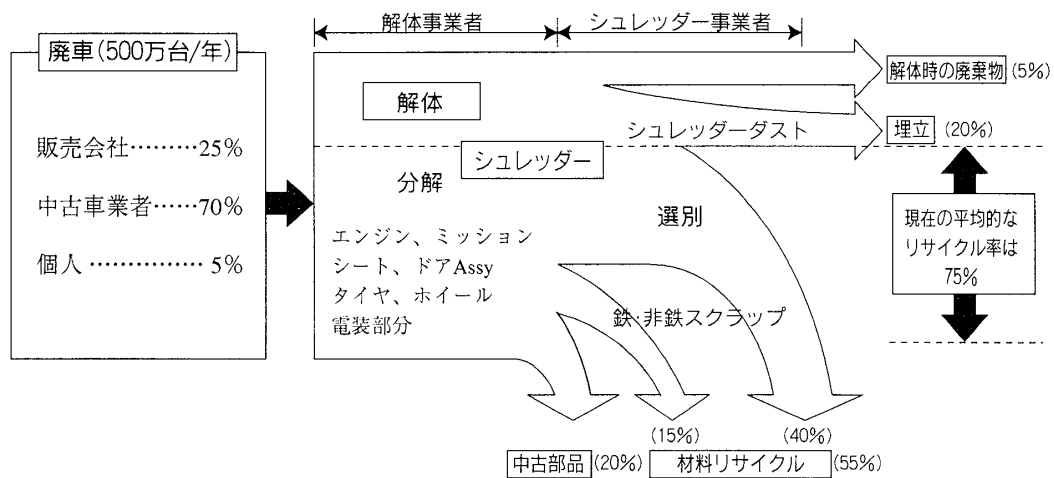 解体事業者
シュレッダー事業者
廃車(500万台/年)
販売会社………25%
中古車業者……70%
個人 …………… 5%
解体
解体時の廃棄物 (5%)
シュレッダーダスト
埋立 (20%)
シュレッダー
分解
選別
エンジン、ミッション
シート、ドアAssy
タイヤ、ホイール
電装部分
鉄・非鉄スクラップ
現在の平均的な
リサイクル率は
75%
(15%)
(40%)
中古部品 (20%)
材料リサイクル (55%)